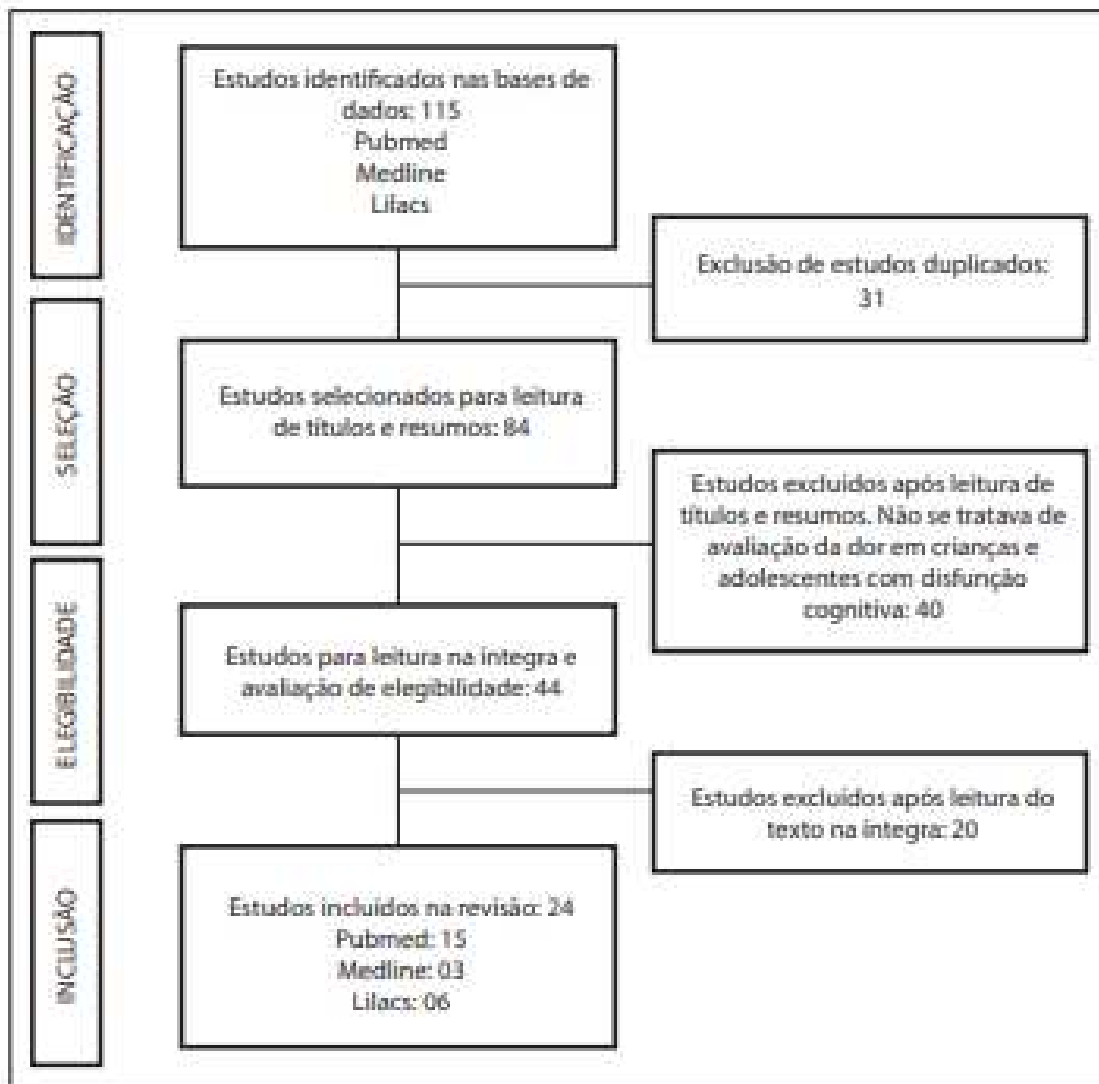 IDENTIFICAÇÃO
Estudos identificados nas bases de
dados: 115
Pubmed
Medline
Lilacs
Exclusão de estudos duplicados:
31
SELEÇÃO
Estudos selecionados para leitura
de títulos e resumos: 84
Estudos excluídos após leitura de
títulos e resumos. Não se tratava de
avaliação da dor em crianças e
adolescentes com disfunção
cognitiva: 40
ELEGIBILIDADE
Estudos para leitura na íntegra e
avaliação de elegibilidade: 44
Estudos excluídos após leitura do
texto na íntegra: 20
INCLUSÃO
Estudos incluídos na revisão: 24
Pubmed: 15
Medline: 03
Lilacs: 06